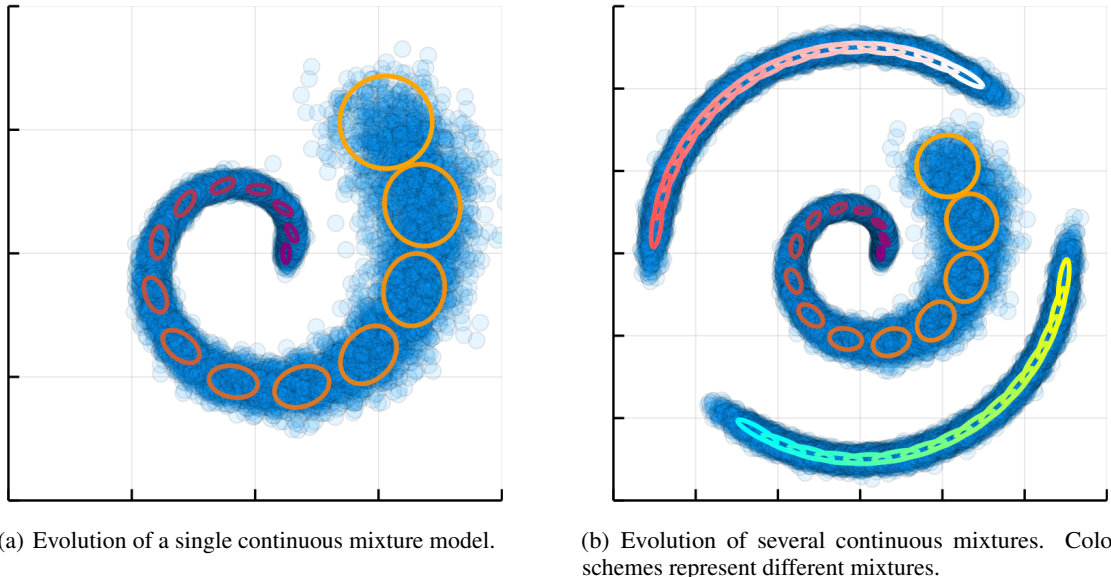 (a) Evolution of a single continuous mixture model.
(b) Evolution of several continuous mixtures. Colo
schemes represent different mixtures.